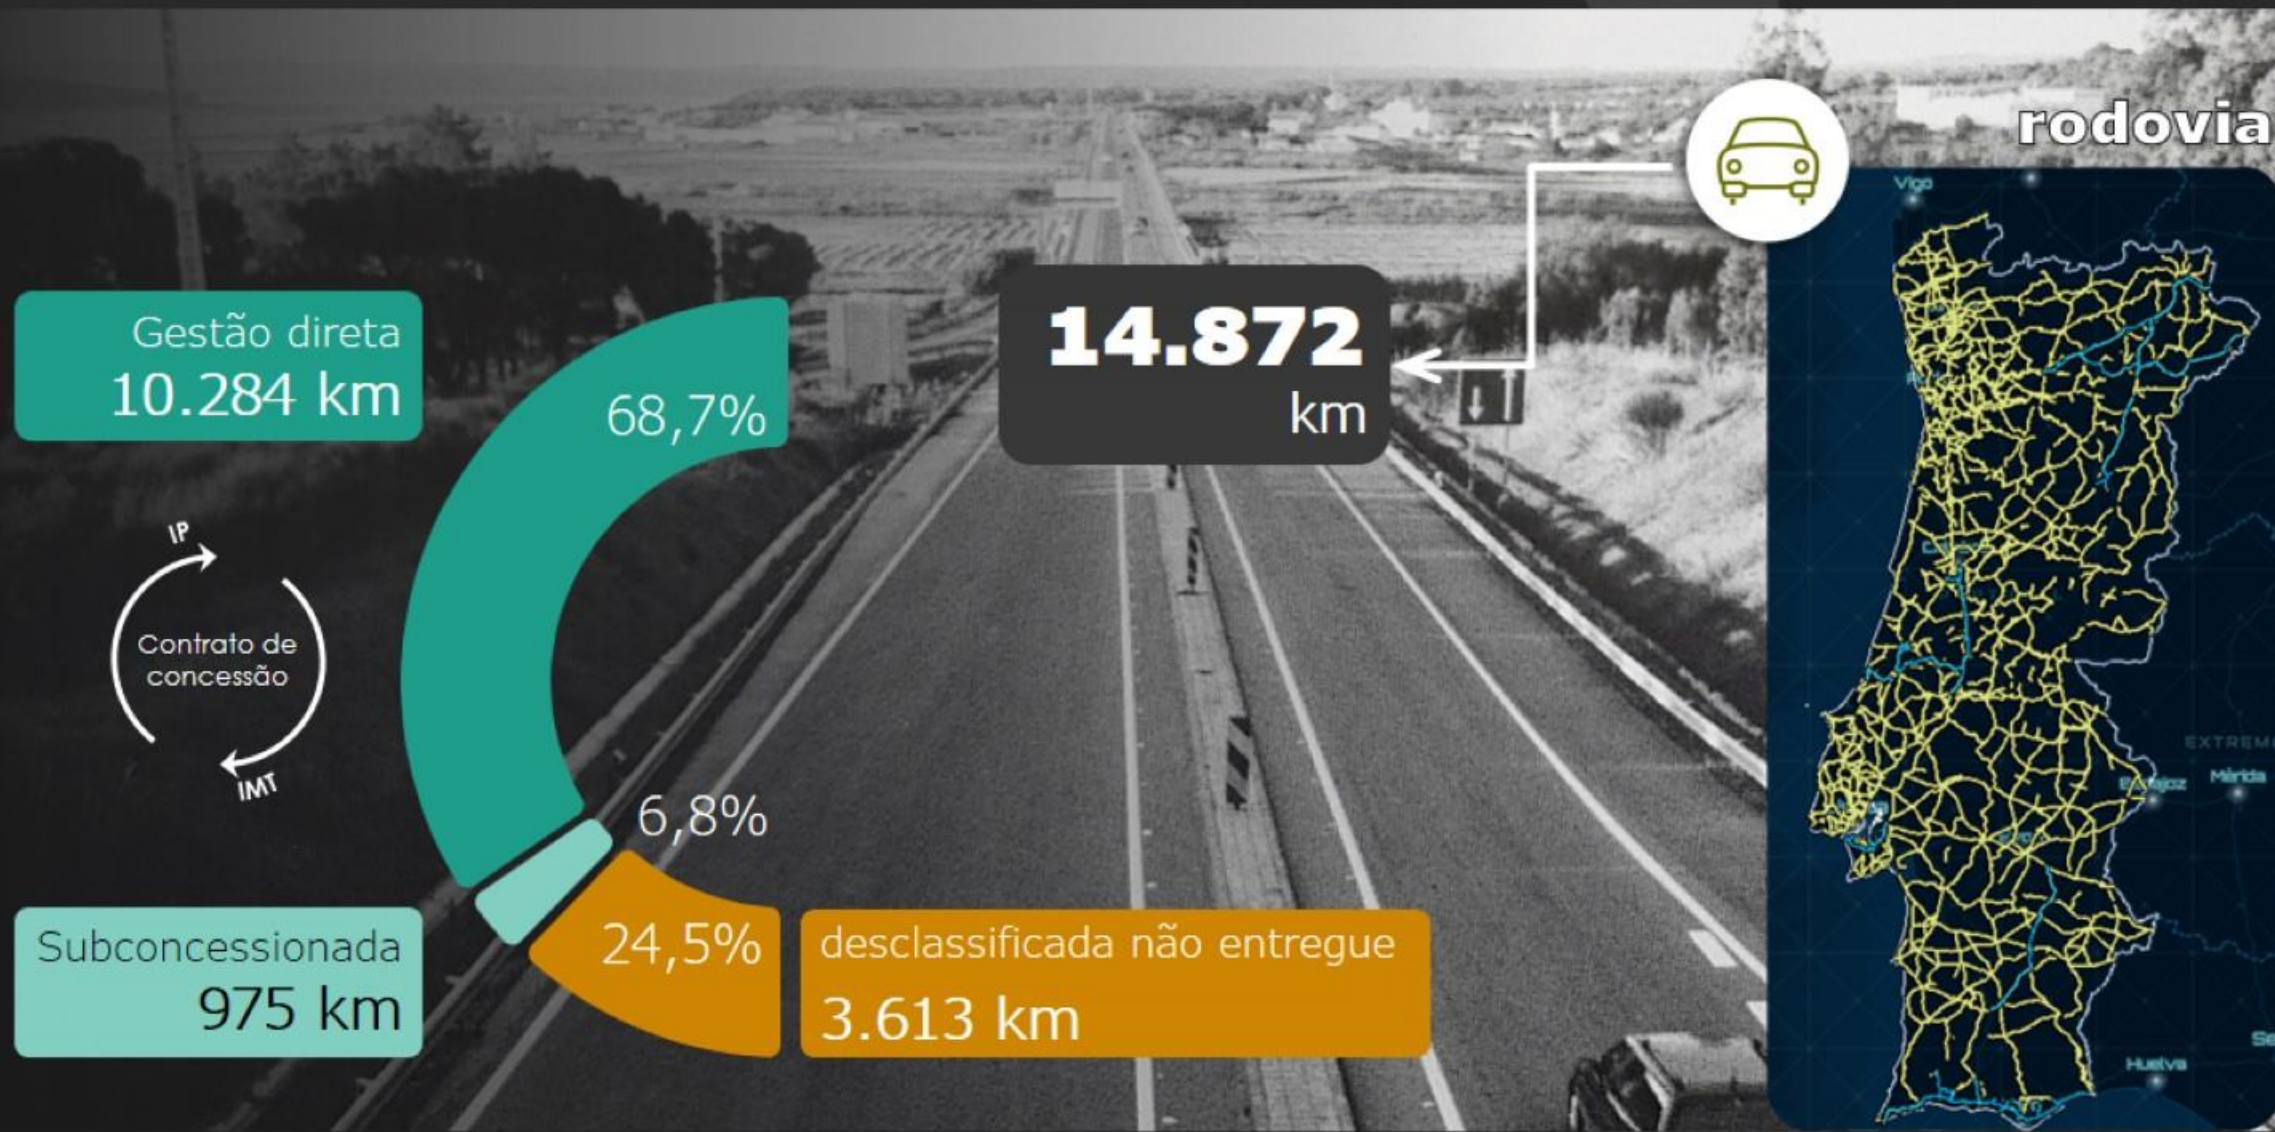 rodovia
Vigo
14.872
km
Gestão direta
10.284 km
68,7%
IP
Contrato de
concessão
IMT
6,8%
24,5%
Subconcessionada
975 km
desclassificada não entregue
3.613 km
Mérida
Huelva